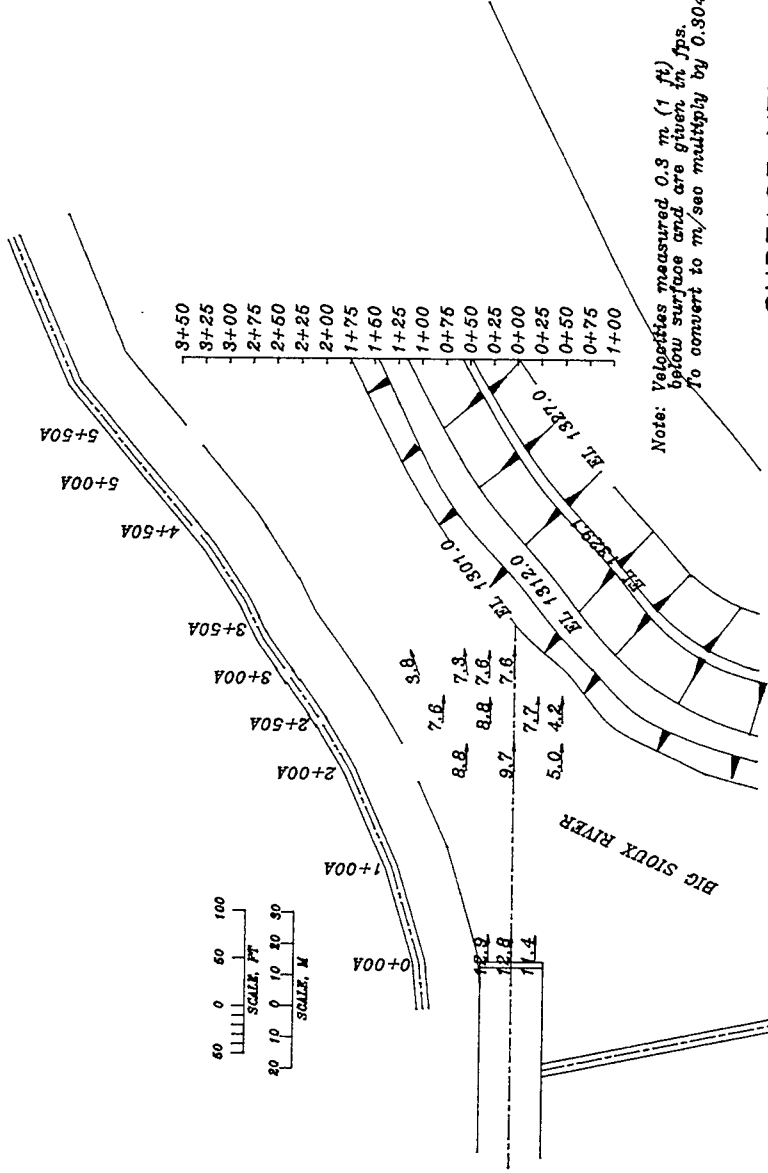 3+50
3+25
3+00
2+75
2+50
2+25
2+00
1+75
1+50
1+25
1+00
0+75
0+50
0+25
0+00
0+25
0+50
0+75
1+00
5+50A
5+00A
4+50A
3+50A
3+00A
2+50A
2+00A
1+00A
0+00A
EL 1301.0
EL 1312.0
EL 1329.1
EL 1327.0
3.8
7.6
7.3
7.6
7.6
8.8
8.8
7.7
4.2
9.7
5.0
12.9
12.8
11.4
BIG SIOUX RIVER
50 0 50 100
SCALE, FT
20 10 0 10 20 30
SCALE, M
Note: Velocities measured 0.3 m (1 ft)
below surface and are given in fps.
To convert to m/sec multiply by 0.304